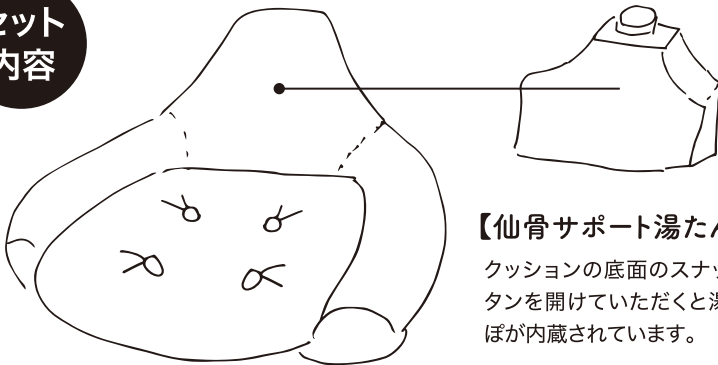 セット
内容
【仙骨サポート湯た
クッションの底面のスナッ
タンを開けていただくと湯
ぽが内蔵されています。